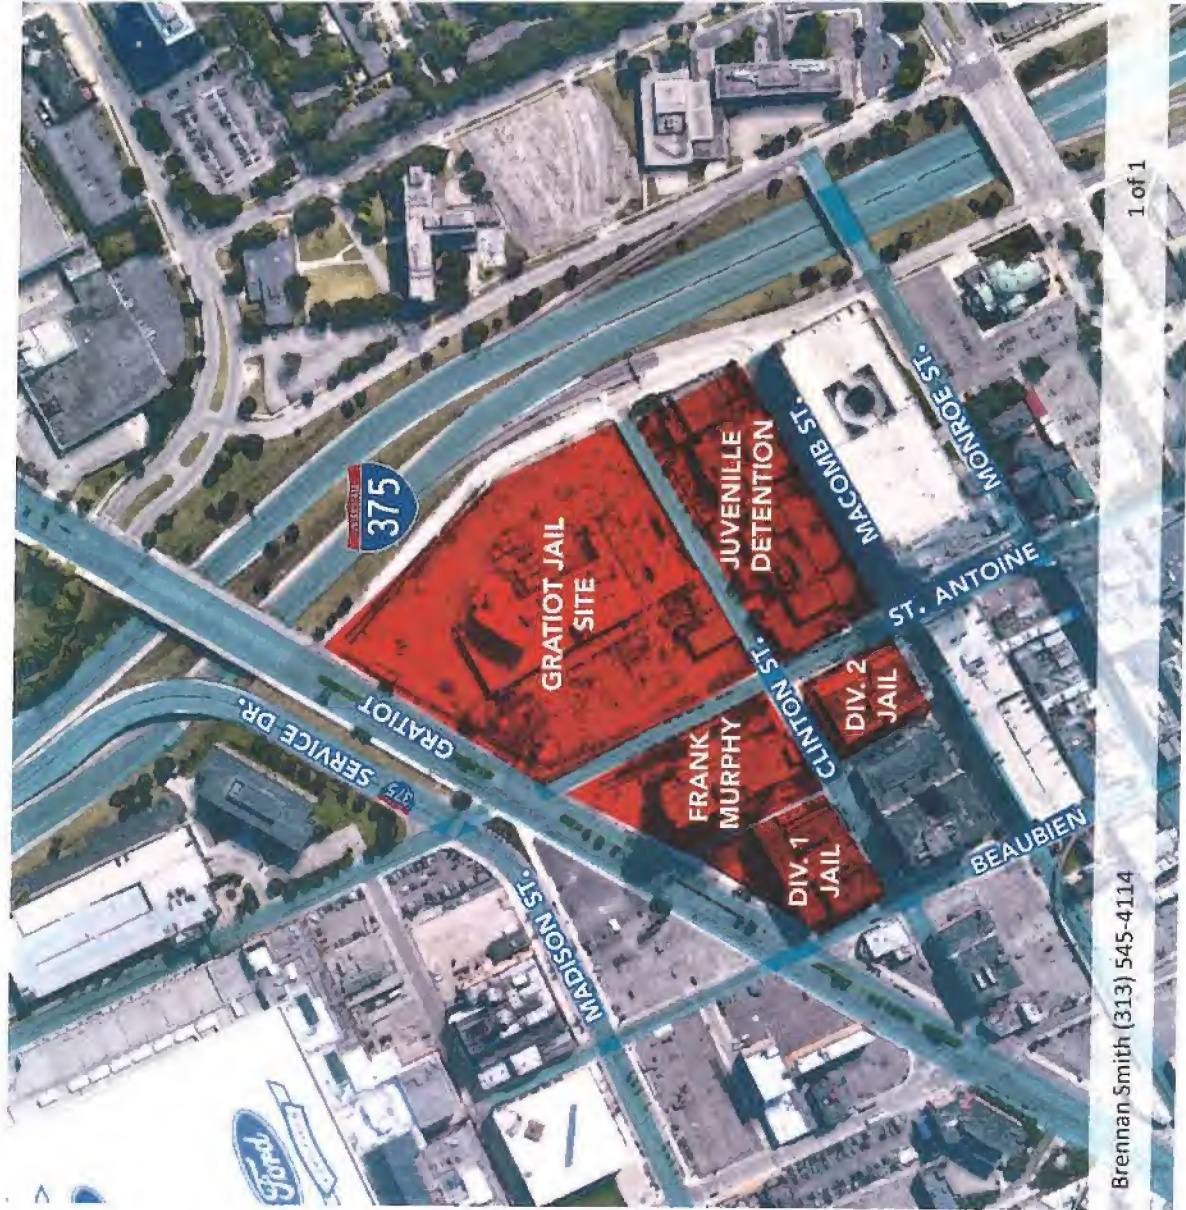 Ford
SERVICE DR.
375
375
GRATIOT
MADISON ST.
GRATIOT JAIL
SITE
FRANK
MURPHY
JUVENILLE
DETENTION
CLINTON ST.
DIV. 1
JAIL
MACOMB ST.
DIV. 2
JAIL
ST. ANTOINE
MONROE ST.
BEAUBIEN
Brennan Smith (313) 545-4114
1 of 1